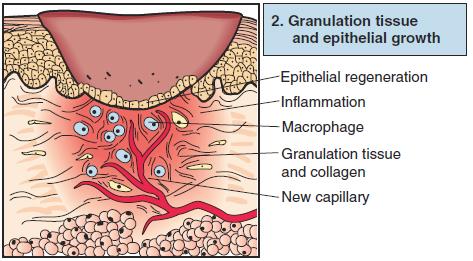 2. Granulation tissue
and epithelial growth
Epithelial regeneration
Inflammation
Macrophage
Granulation tissue
and collagen
New capillary